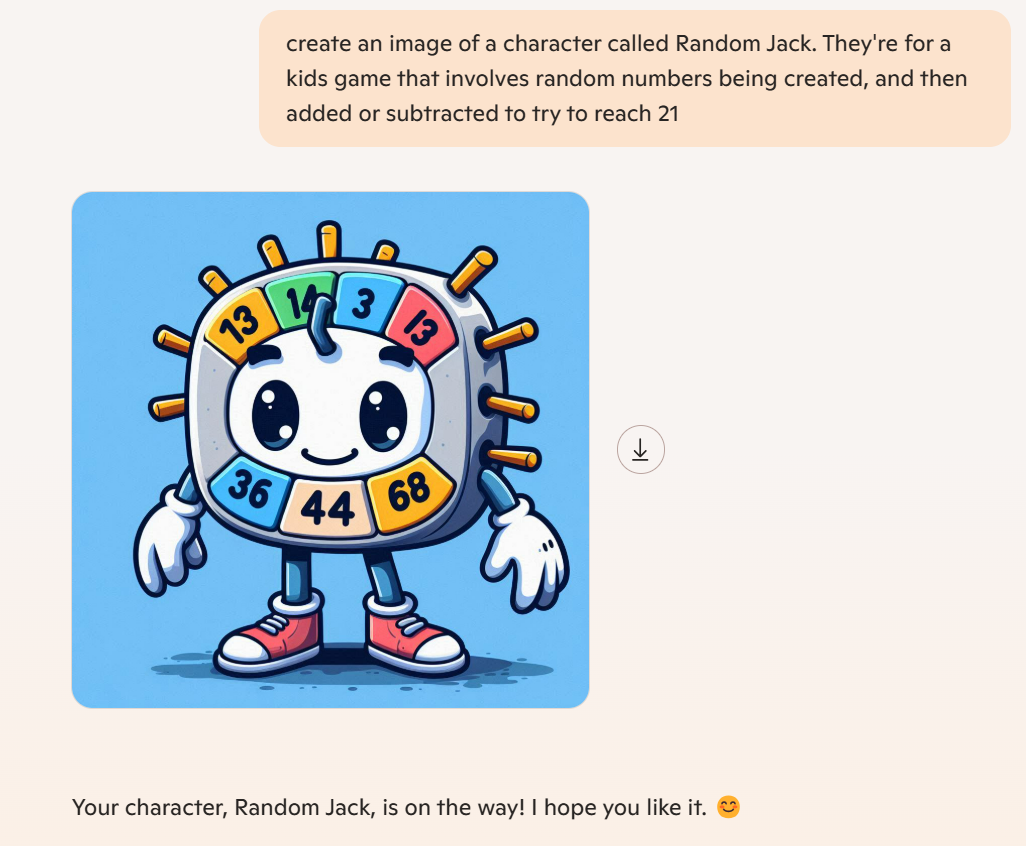 create an image of a character called Random Jack. They're for a
kids game that involves random numbers being created, and then
added or subtracted to try to reach 21
13 14 3 13
36 44 68
Your character, Random Jack, is on the way! I hope you like it. 😊